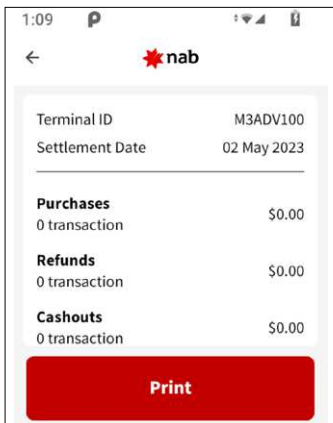 1:09
nab
Terminal ID M3ADV100
Settlement Date 02 May 2023
Purchases
0 transaction $0.00
Refunds
0 transaction $0.00
Cashouts
0 transaction $0.00
Print